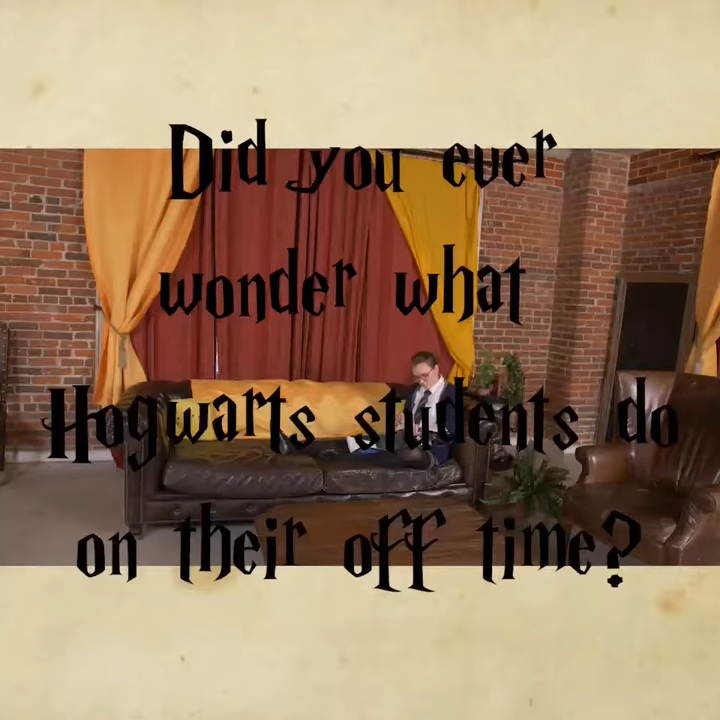 Did you ever
wonder what
Hogwarts students do
on their off time?